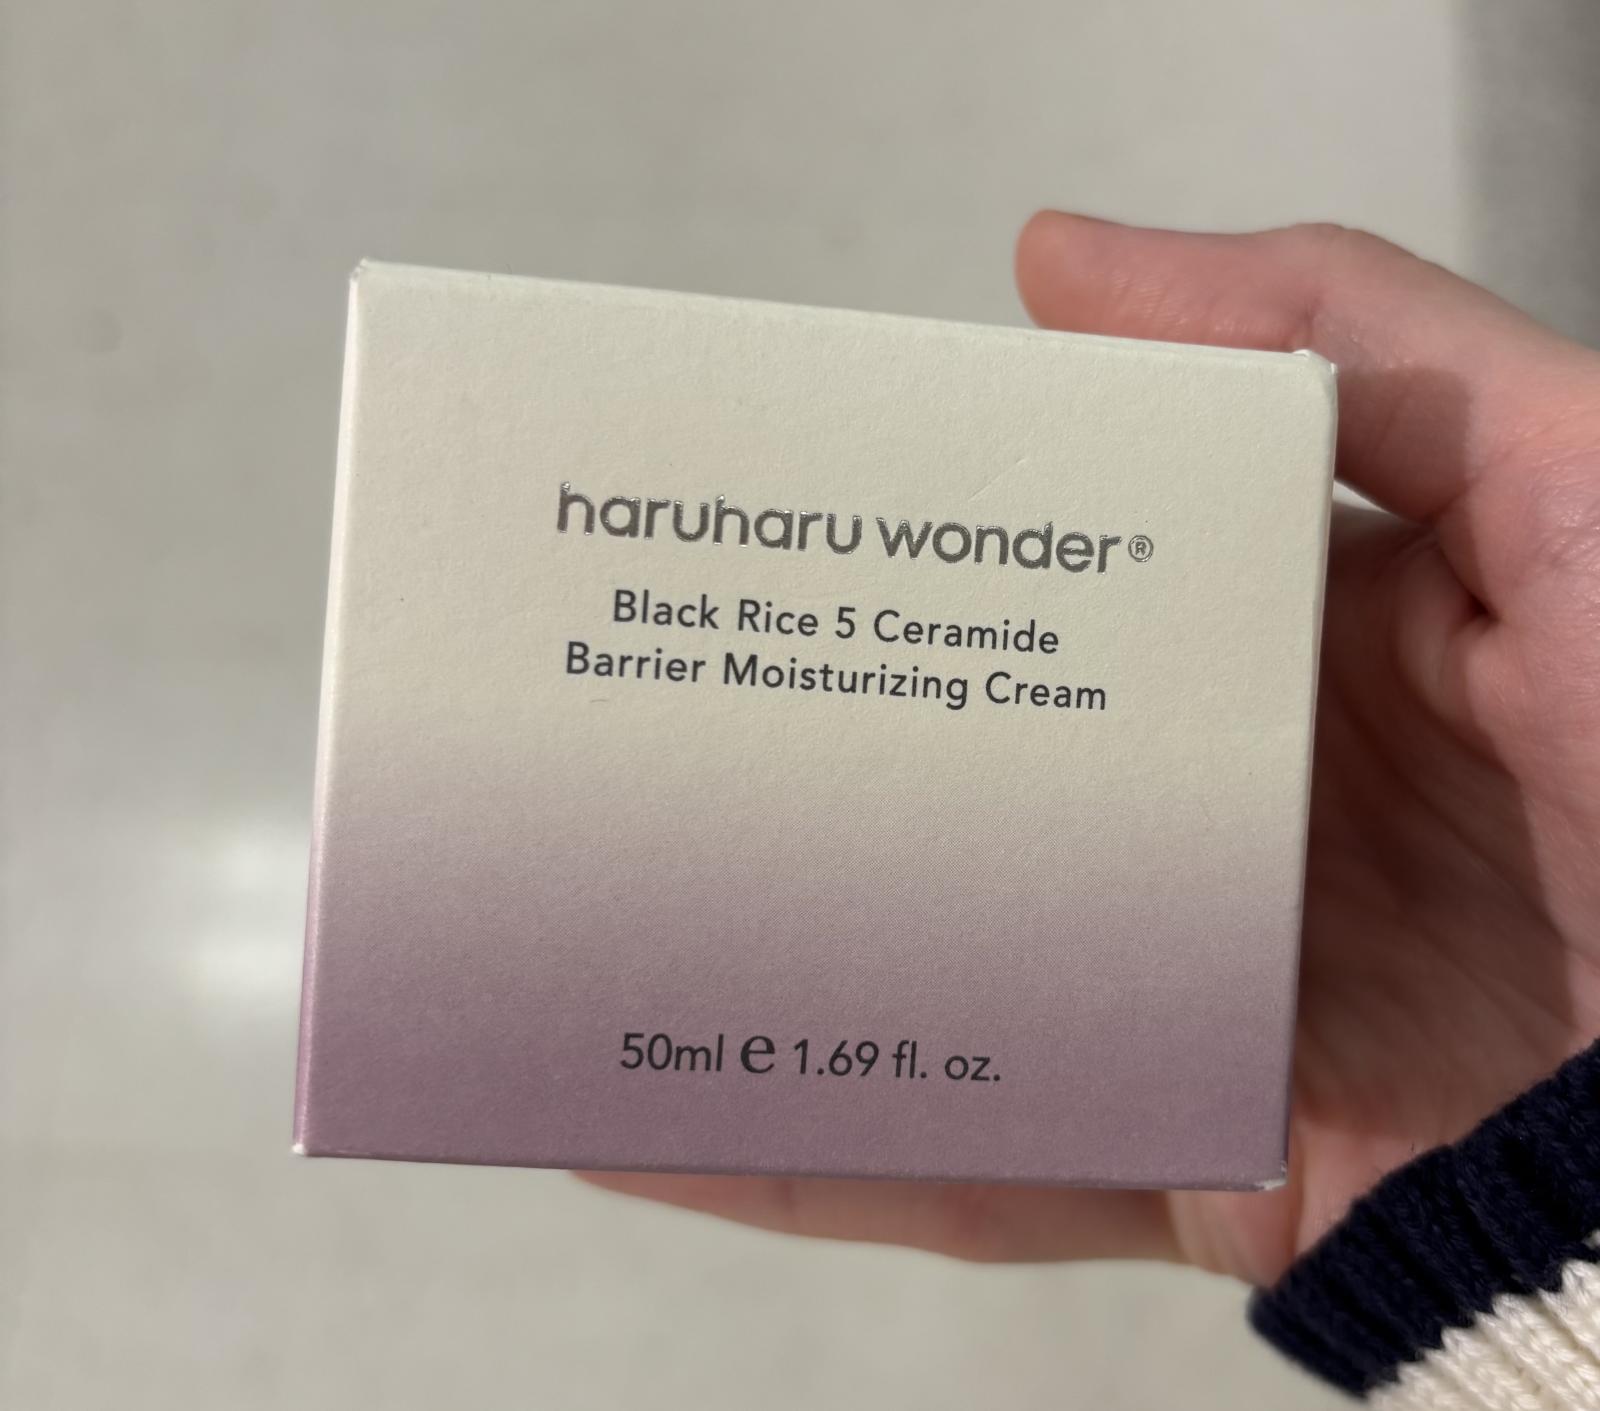 haruharu wonder®
Black Rice 5 Ceramide
Barrier Moisturizing Cream
50ml ℮ 1.69 fl. oz.